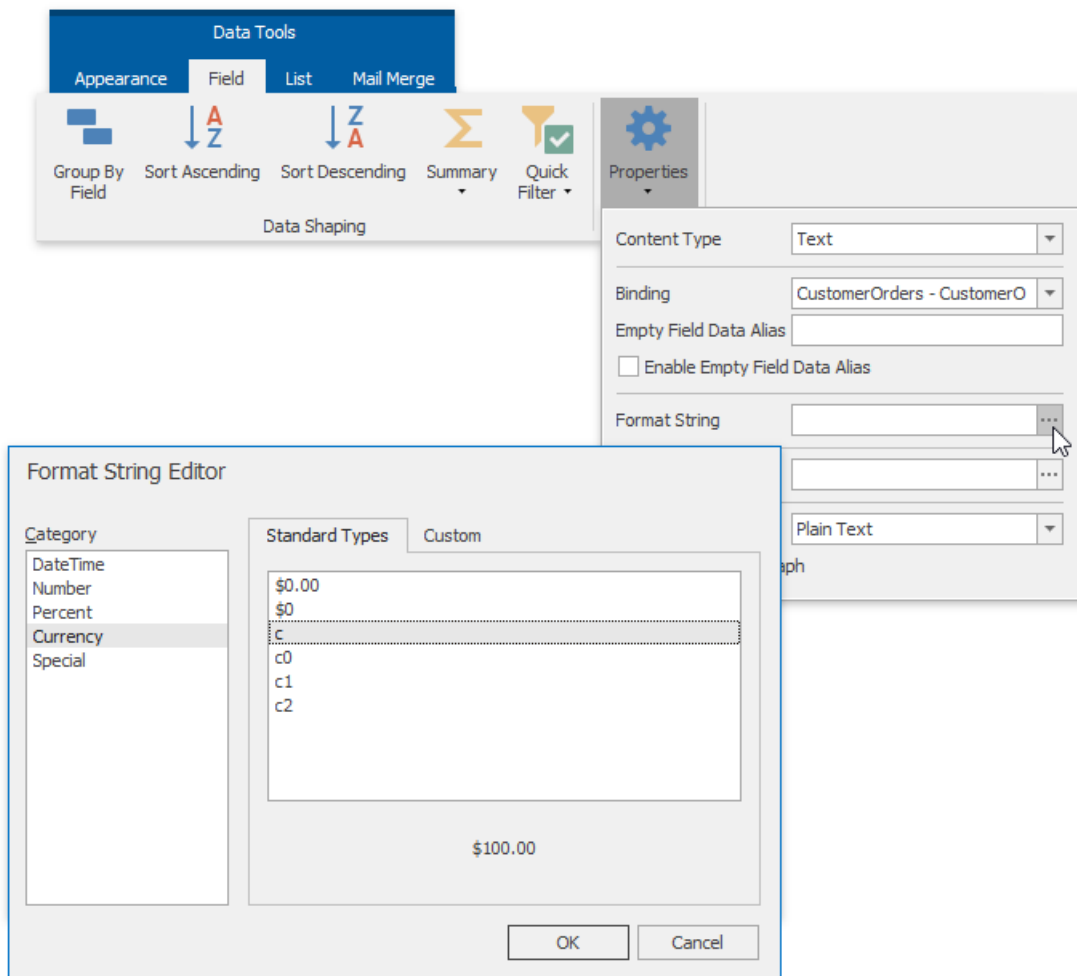 Data Tools
Appearance Field List Mail Merge
Group By Field
Sort Ascending
Sort Descending
Summary
Quick Filter
Properties
Data Shaping
Content Type Text
Binding CustomerOrders - CustomerO
Empty Field Data Alias
Enable Empty Field Data Alias
Format String ...
...
Plain Text
aph
Format String Editor
Category
DateTime
Number
Percent
Currency
Special
Standard Types Custom
$0.00
$0
c
c0
c1
c2
$100.00
OK Cancel